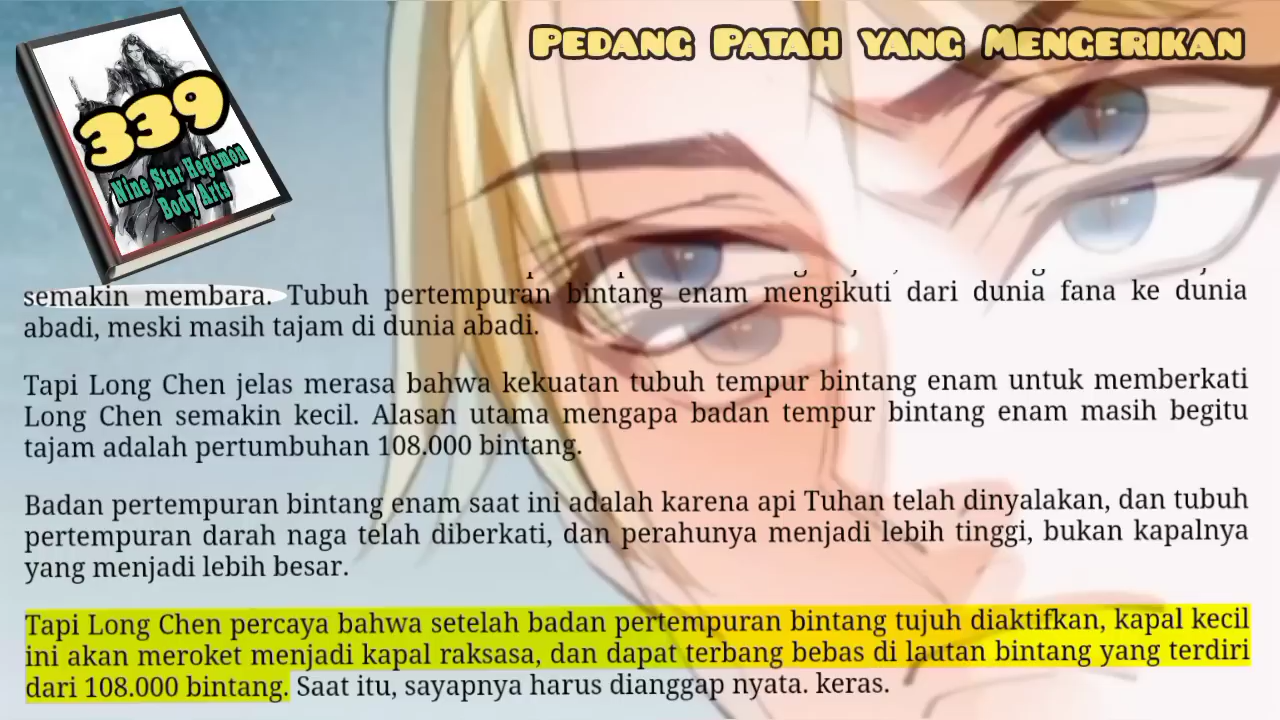 PEDANG PATAH YANG MENGERIKAN
339
Nine Star Hegemon
Body Arts
semakin membara. Tubuh pertempuran bintang enam mengikuti dari dunia fana ke dunia
abadi, meski masih tajam di dunia abadi.
Tapi Long Chen jelas merasa bahwa kekuatan tubuh tempur bintang enam untuk memberkati
Long Chen semakin kecil. Alasan utama mengapa badan tempur bintang enam masih begitu
tajam adalah pertumbuhan 108.000 bintang.
Badan pertempuran bintang enam saat ini adalah karena api Tuhan telah dinyalakan, dan tubuh
pertempuran darah naga telah diberkati, dan perahunya menjadi lebih tinggi, bukan kapalnya
yang menjadi lebih besar.
Tapi Long Chen percaya bahwa setelah badan pertempuran bintang tujuh diaktifkan, kapal kecil
ini akan meroket menjadi kapal raksasa, dan dapat terbang bebas di lautan bintang yang terdiri
dari 108.000 bintang. Saat itu, sayapnya harus dianggap nyata. keras.